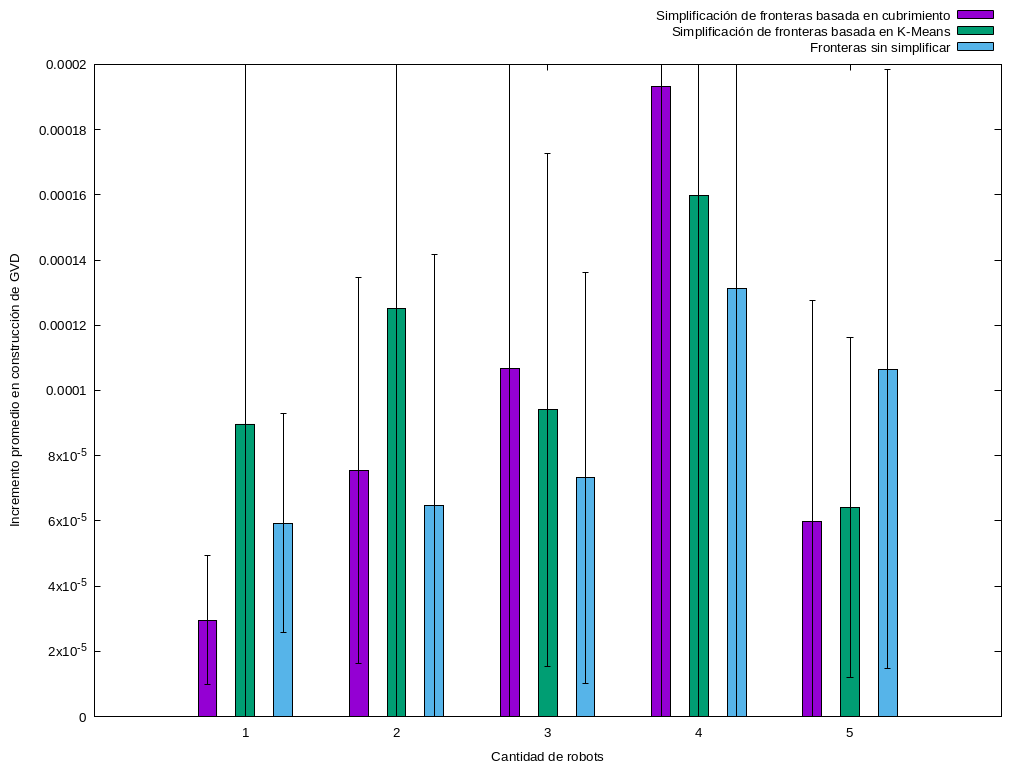 Simplificación de fronteras basada en cubrimiento
Simplificación de fronteras basada en K-Means
Fronteras sin simplificar
0.0002
0.00018
0.00016
0.00014
0.00012
0.0001
8x10-5
6x10-5
4x10-5
2x10-5
0
Incremento promedio en construcción de GVD
1 2 3 4 5
Cantidad de robots